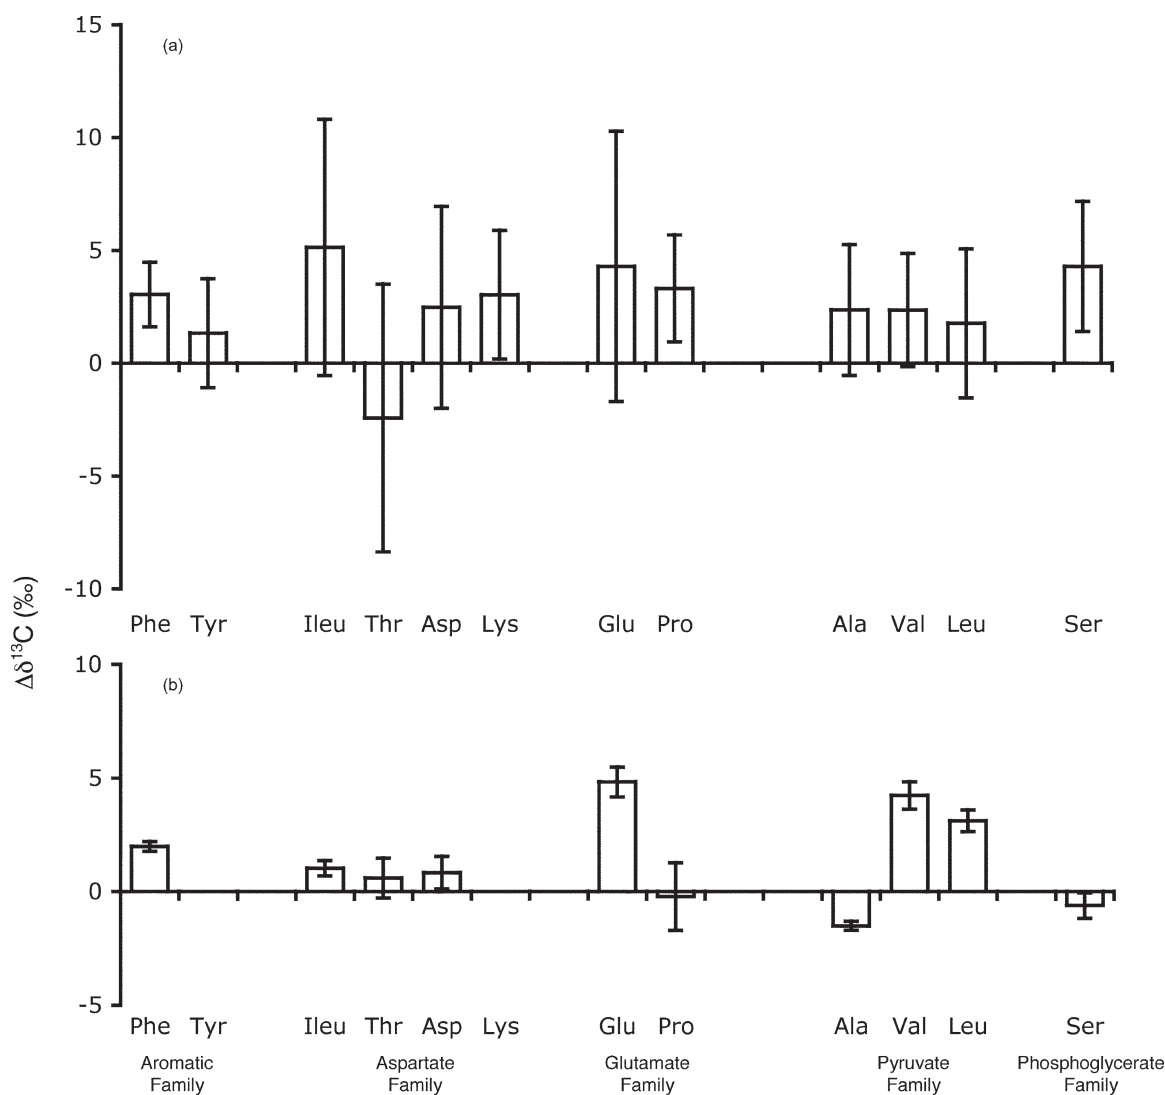 15
(a)
10
5
0
-5
-10
Phe Tyr Ileu Thr Asp Lys Glu Pro Ala Val Leu Ser
Δδ¹³C (‰)
10
(b)
5
0
-5
Phe Tyr Ileu Thr Asp Lys Glu Pro Ala Val Leu Ser
Aromatic Aspartate Glutamate Pyruvate Phosphoglycerate
Family Family Family Family Family